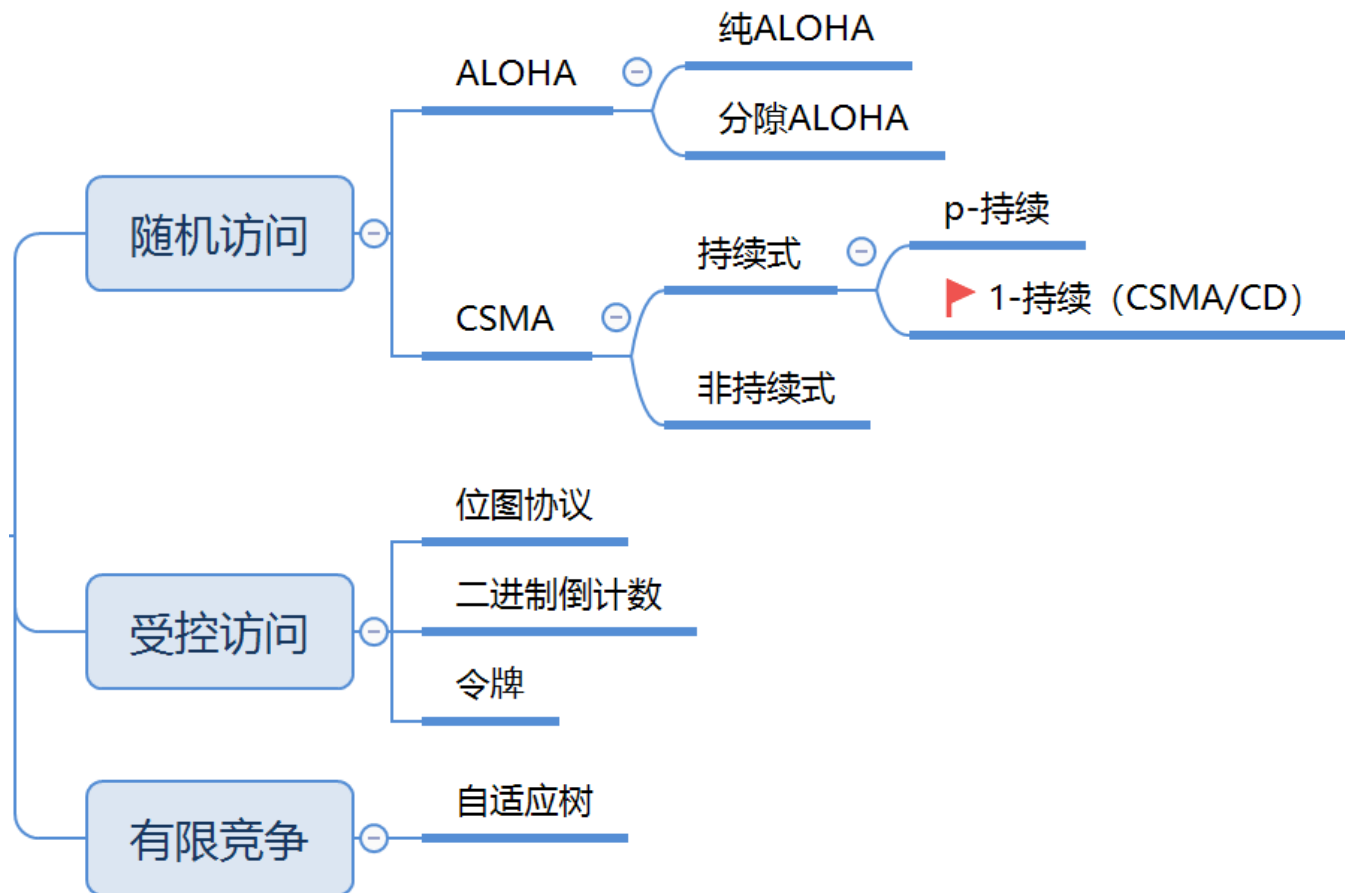 随机访问
ALOHA
纯ALOHA
分隙ALOHA
CSMA
持续式
p-持续
1-持续（CSMA/CD）
非持续式
受控访问
位图协议
二进制倒计数
令牌
有限竞争
自适应树